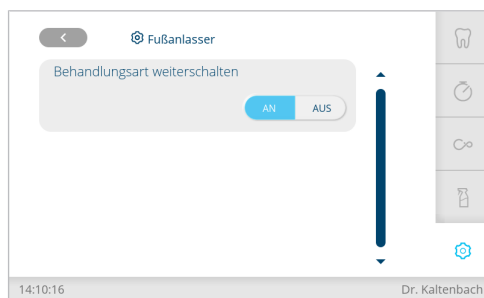 Fußanlasser
Behandlungsart weiterschalten
AN AUS
14:10:16 Dr. Kaltenbach